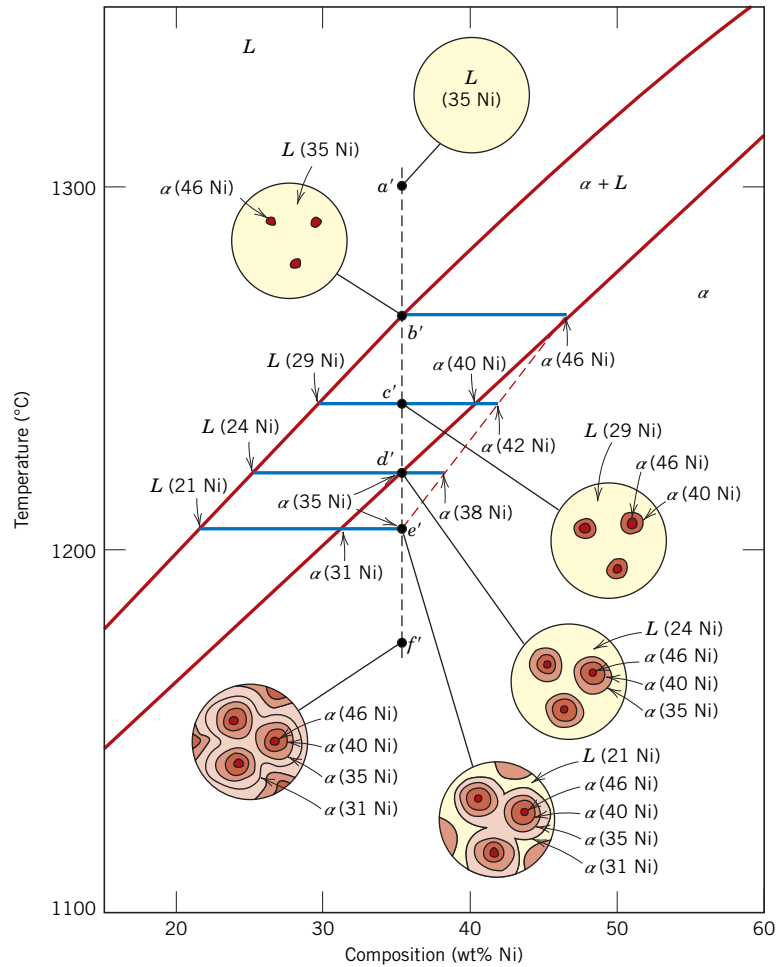 L
L
(35 Ni)
L (35 Ni)
α (46 Ni)
1300
a′
α + L
α
b′
L (29 Ni)
α (40 Ni)
α (46 Ni)
c′
L (24 Ni)
α (42 Ni)
L (29 Ni)
d′
α (46 Ni)
L (21 Ni)
α (35 Ni)
α (38 Ni)
α (40 Ni)
e′
1200
α (31 Ni)
L (24 Ni)
f′
α (46 Ni)
α (40 Ni)
α (35 Ni)
α (46 Ni)
α (40 Ni)
α (35 Ni)
α (31 Ni)
L (21 Ni)
α (46 Ni)
α (40 Ni)
α (35 Ni)
α (31 Ni)
1100
20
30
40
50
60
Temperature (°C)
Composition (wt% Ni)